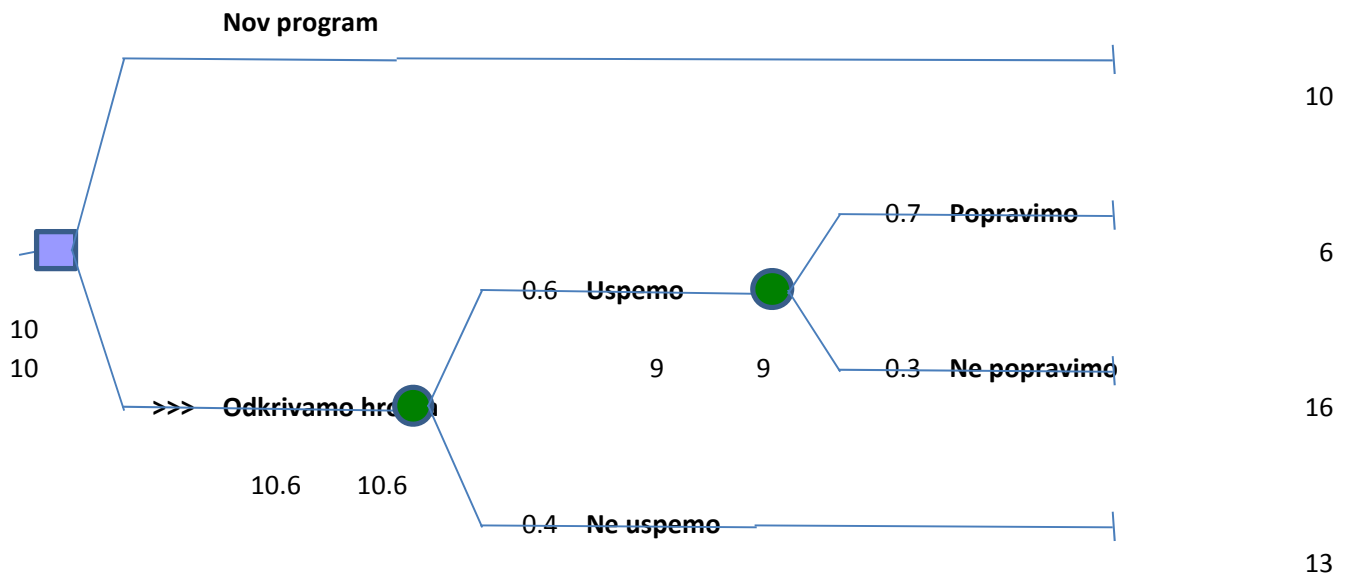 Nov program
10
0.7 Popravimo
6
0.6 Uspemo
10
10
9 9 0.3 Ne popravimo
>>> Odkrivamo
16
10.6 10.6
0.4 Ne uspemo
13